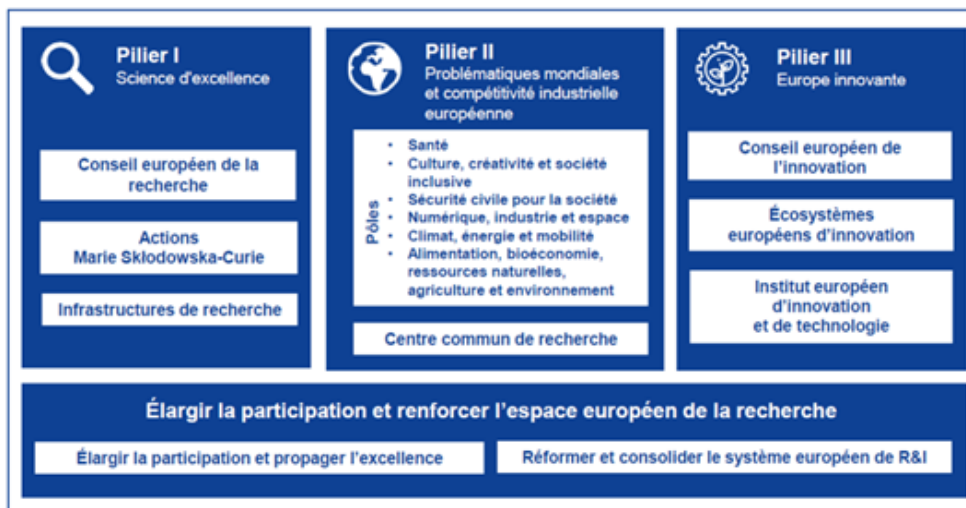 Pilier I
Science d'excellence
Conseil européen de la
recherche
Actions
Marie Skłodowska-Curie
Infrastructures de recherche
Pilier II
Problématiques mondiales
et compétitivité industrielle
européenne
Pôles
• Santé
• Culture, créativité et société
inclusive
• Sécurité civile pour la société
• Numérique, industrie et espace
• Climat, énergie et mobilité
• Alimentation, bioéconomie,
ressources naturelles,
agriculture et environnement
Centre commun de recherche
Pilier III
Europe innovante
Conseil européen de
l'innovation
Écosystèmes
européens d'innovation
Institut européen
d'innovation
et de technologie
Élargir la participation et renforcer l'espace européen de la recherche
Élargir la participation et propager l'excellence
Réformer et consolider le système européen de R&I